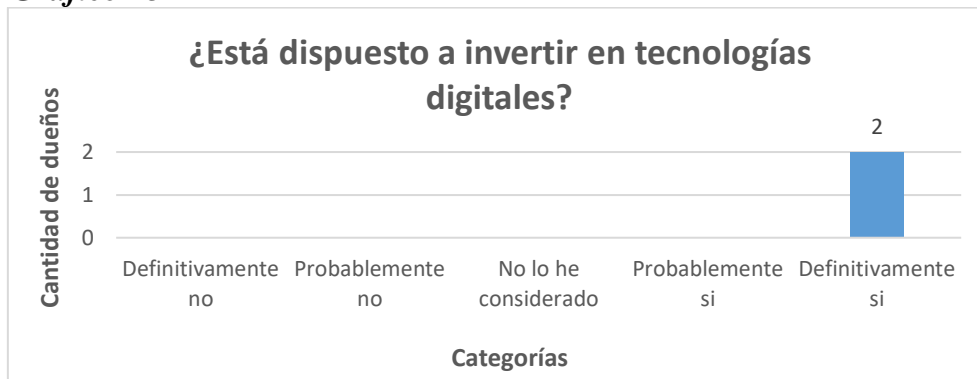 ¿Está dispuesto a invertir en tecnologías
digitales?
Cantidad de dueños
2
2
1
0
Definitivamente no
Probablemente no
No lo he considerado
Probablemente si
Definitivamente si
Categorías